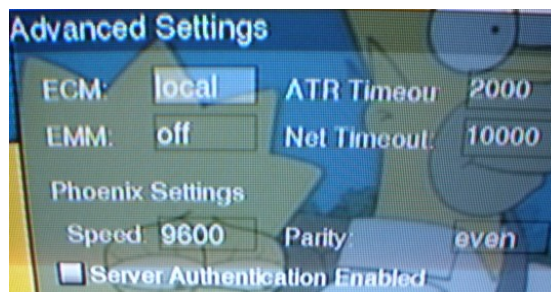 Advanced Settings
ECM: local ATR Timeour 2000
EMM: off Net Timeout: 10000
Phoenix Settings
Speed: 9600 Parity: even
Server Authentication Enabled